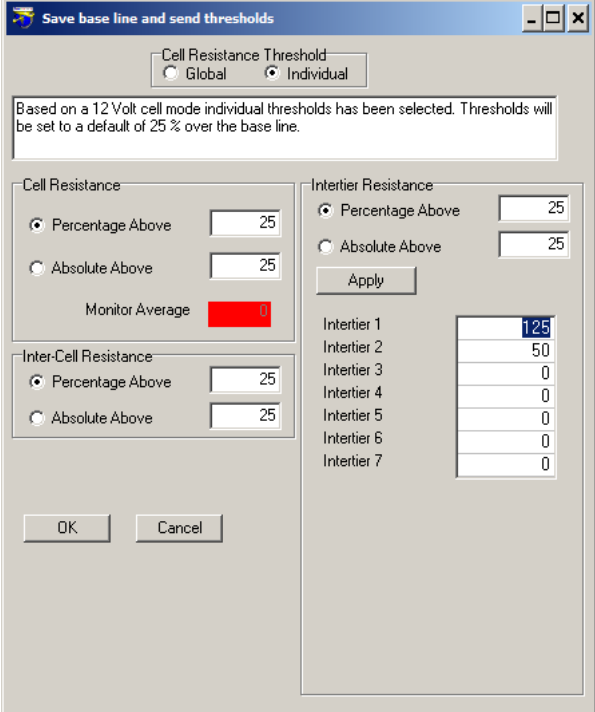 Save base line and send thresholds
Cell Resistance Threshold
Global Individual
Based on a 12 Volt cell mode individual thresholds has been selected. Thresholds will
be set to a default of 25 % over the base line.
Cell Resistance
Percentage Above 25
Absolute Above 25
Monitor Average 0
Inter-Cell Resistance
Percentage Above 25
Absolute Above 25
OK Cancel
Intertier Resistance
Percentage Above 25
Absolute Above 25
Apply
Intertier 1 125
Intertier 2 50
Intertier 3 0
Intertier 4 0
Intertier 5 0
Intertier 6 0
Intertier 7 0